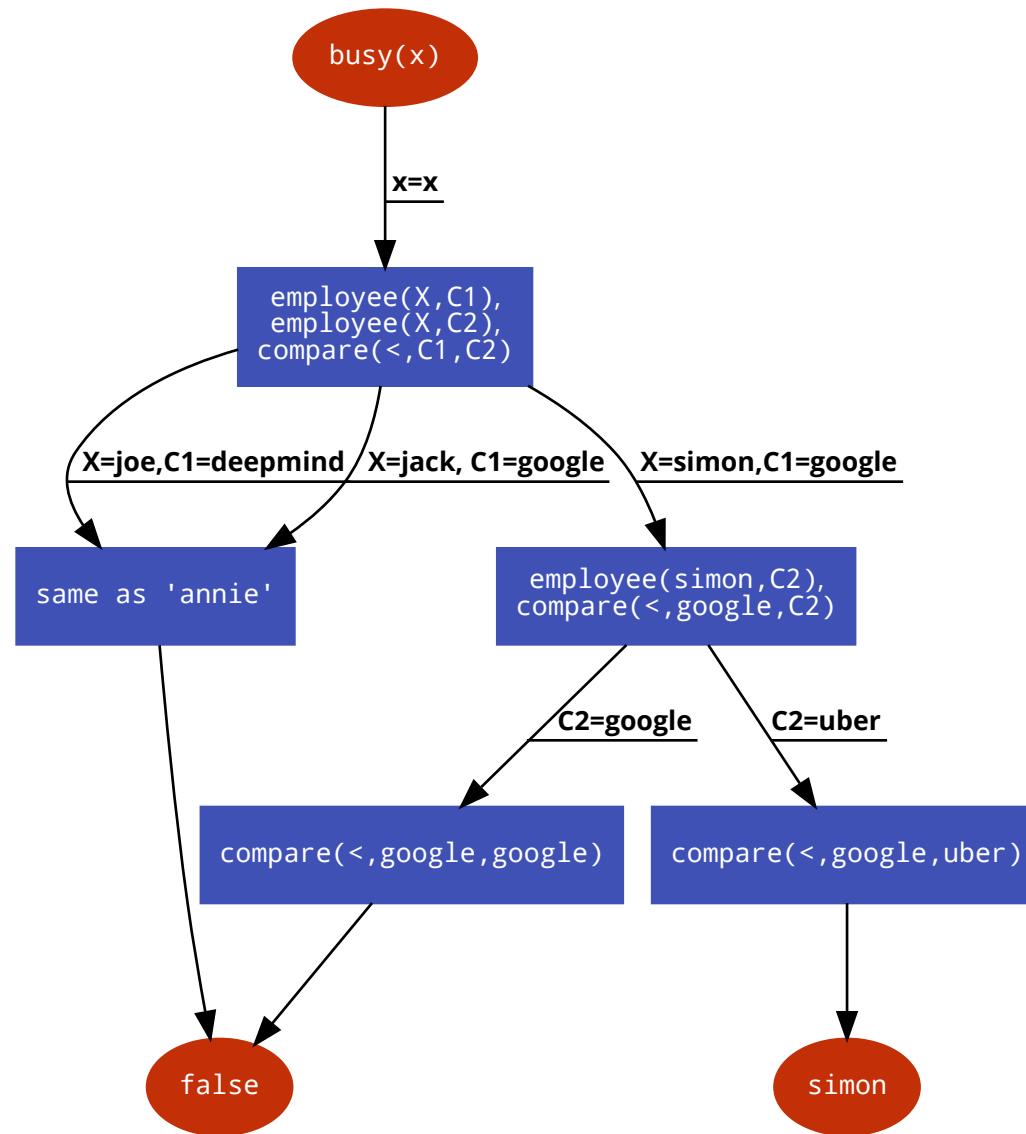 busy(x)
x=x
employee(X,C1),
employee(X,C2),
compare(<,C1,C2)
X=joe,C1=deepmind
X=jack, C1=google
X=simon,C1=google
same as 'annie'
employee(simon,C2),
compare(<,google,C2)
C2=google
C2=uber
compare(<,google,google)
compare(<,google,uber)
false
simon